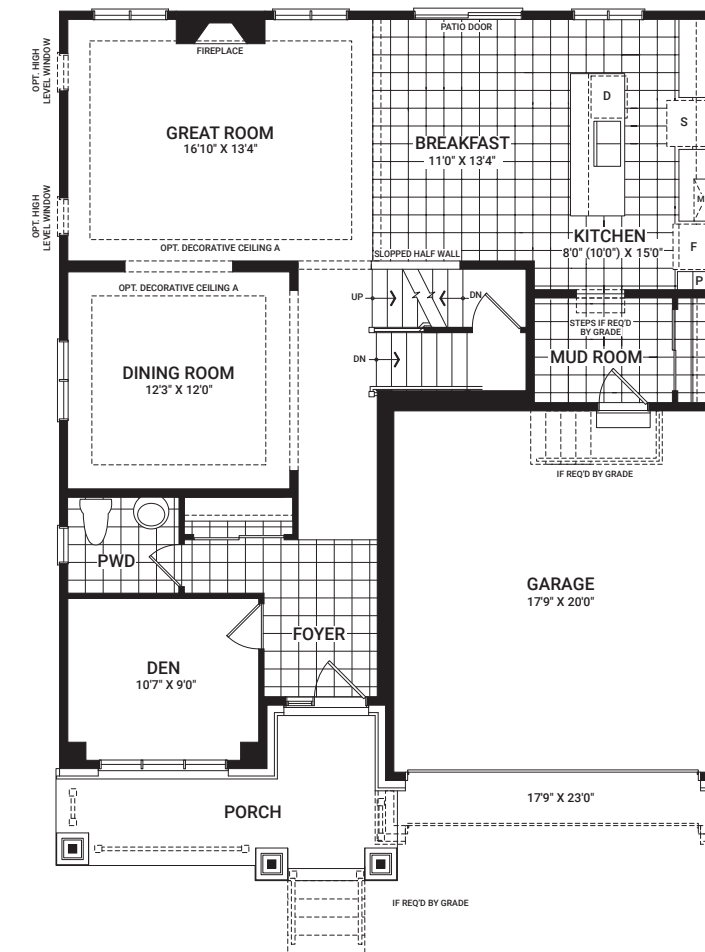 PATIO DOOR
FIREPLACE
OPT. HIGH
LEVEL WINDOW
D
S
GREAT ROOM
16'10" X 13'4"
BREAKFAST
11'0" X 13'4"
M
OPT. HIGH
LEVEL WINDOW
KITCHEN
8'0" (10'0") X 15'0"
F
OPT. DECORATIVE CEILING A
SLOPPED HALF WALL
P
OPT. DECORATIVE CEILING A
UP
DN
STEPS IF REQ'D
BY GRADE
DN
MUD ROOM
DINING ROOM
12'3" X 12'0"
IF REQ'D BY GRADE
PWD
GARAGE
17'9" X 20'0"
FOYER
DEN
10'7" X 9'0"
17'9" X 23'0"
PORCH
IF REQ'D BY GRADE